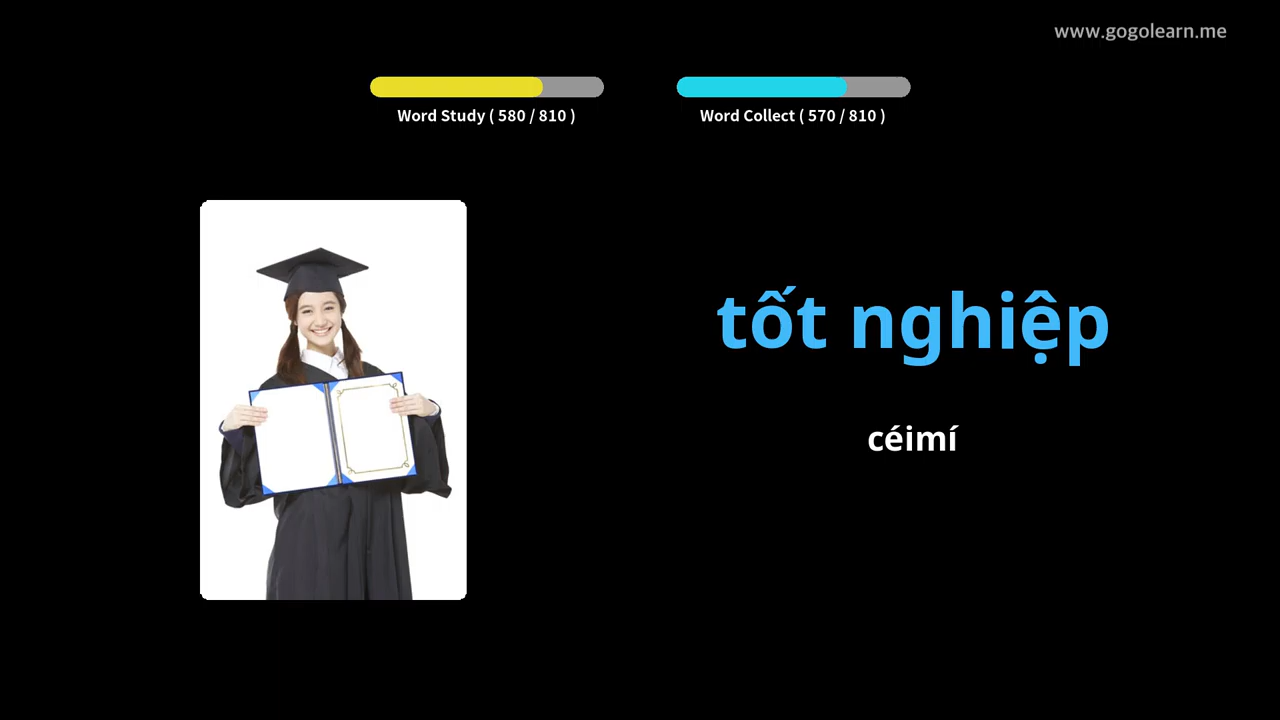 www.gogolearn.me
Word Study ( 580 / 810 )
Word Collect ( 570 / 810 )
tốt nghiệp
céimí